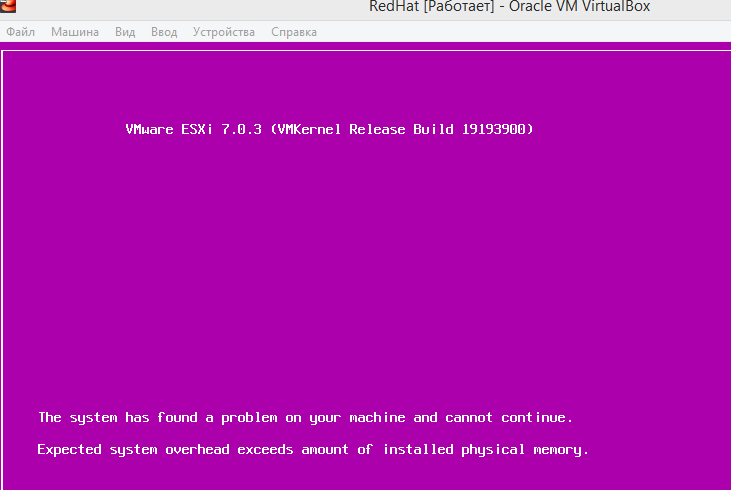 RedHat [Работает] - Oracle VM VirtualBox
Файл Машина Вид Ввод Устройства Справка
VMware ESXi 7.0.3 (VMKernel Release Build 19193900)
The system has found a problem on your machine and cannot continue.
Expected system overhead exceeds amount of installed physical memory.